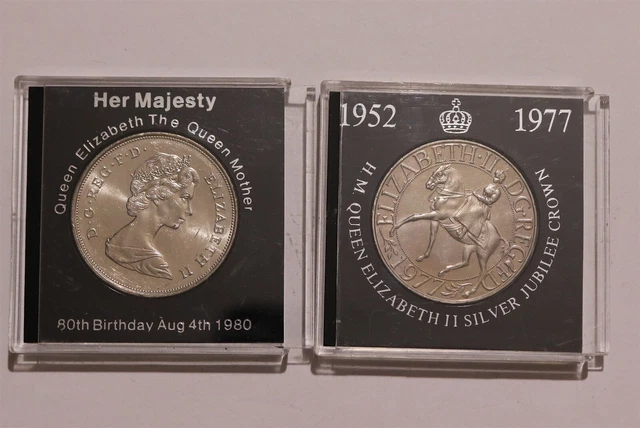 Her Majesty
Queen Elizabeth The Queen Mother
D·G·REG·F·D· ELIZABETH II
80th Birthday Aug 4th 1980
1952 1977
ELIZABETH·II D·G·REG·F·D
1977
H.M QUEEN ELIZABETH II SILVER JUBILEE CROWN